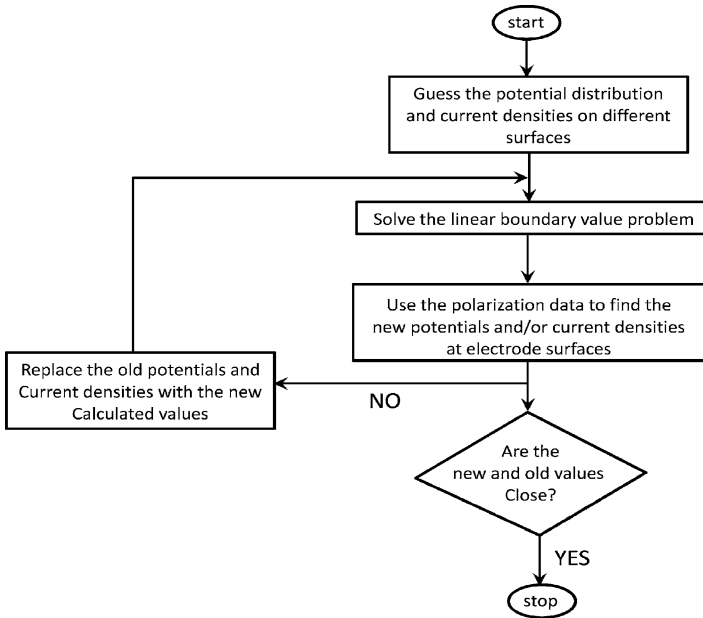 start
Guess the potential distribution
and current densities on different
surfaces
Solve the linear boundary value problem
Use the polarization data to find the
new potentials and/or current densities
at electrode surfaces
Replace the old potentials and
Current densities with the new
Calculated values
NO
Are the
new and old values
Close?
YES
stop